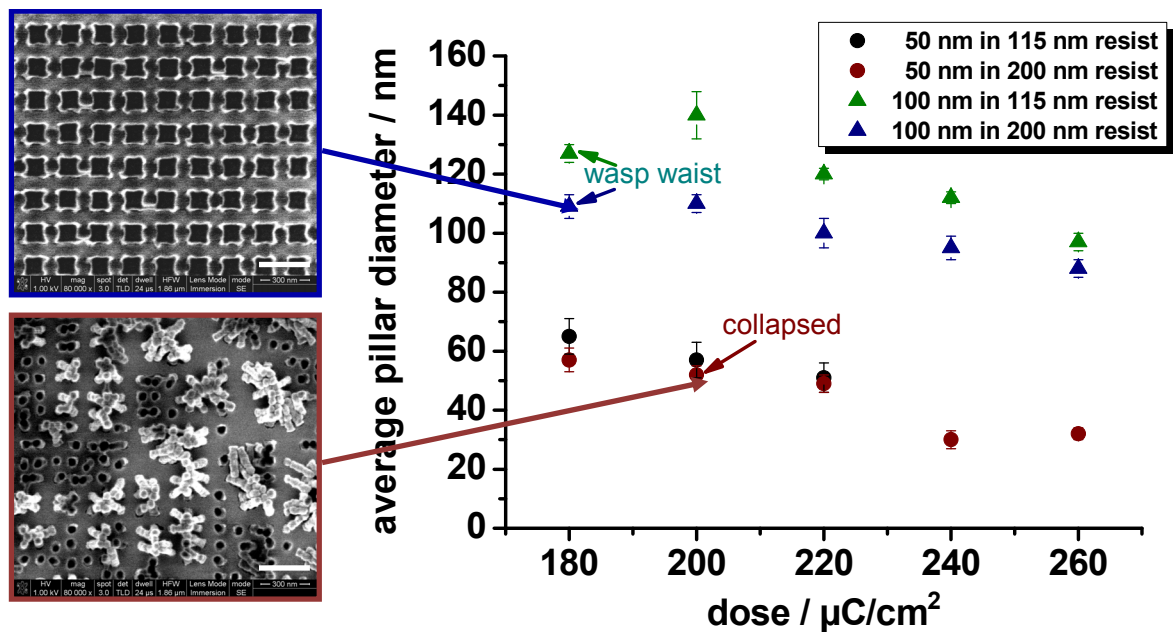 HV mag spot det dwell HFW Lens Mode mode
1.00 kV 80 000 x 3.0 TLD 24 µs 1.86 µm Immersion SE
300 nm
HV mag spot det dwell HFW Lens Mode mode
1.00 kV 80 000 x 3.0 TLD 24 µs 1.86 µm Immersion SE
300 nm
average pillar diameter / nm
160
140
120
100
80
60
40
20
0
50 nm in 115 nm resist
50 nm in 200 nm resist
100 nm in 115 nm resist
100 nm in 200 nm resist
wasp waist
collapsed
180 200 220 240 260
dose / µC/cm²